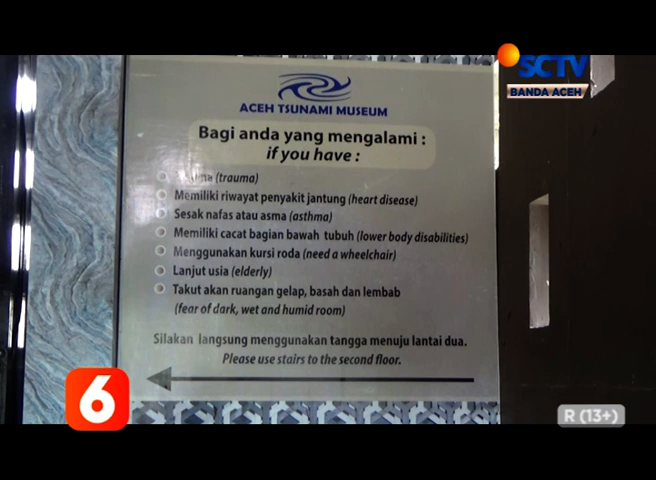 SCTV
BANDA ACEH
ACEH TSUNAMI MUSEUM
Bagi anda yang mengalami :
if you have :
(trauma)
Memiliki riwayat penyakit jantung (heart disease)
Sesak nafas atau asma (asthma)
Memiliki cacat bagian bawah tubuh (lower body disabilities)
Menggunakan kursi roda (need a wheelchair)
Lanjut usia (elderly)
Takut akan ruangan gelap, basah dan lembab
(fear of dark, wet and humid room)
Silakan langsung menggunakan tangga menuju lantai dua.
Please use stairs to the second floor.
6
R (13+)